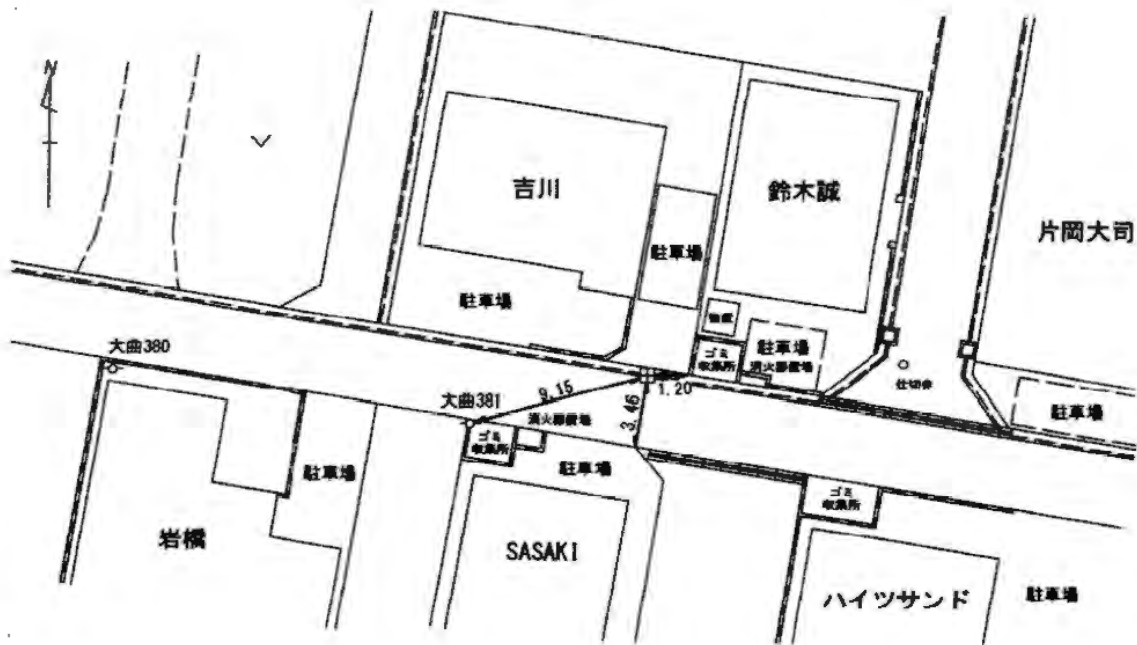 N
吉川
鈴木誠
片岡大司
駐車場
駐車場
物置
ゴミ
収集所
駐車場
消火器置場
仕切弁
大曲380
大曲381
9.15
1.20
3.46
消火器置場
駐車場
ゴミ
収集所
駐車場
駐車場
ゴミ
収集所
岩橋
SASAKI
ハイツサンド
駐車場